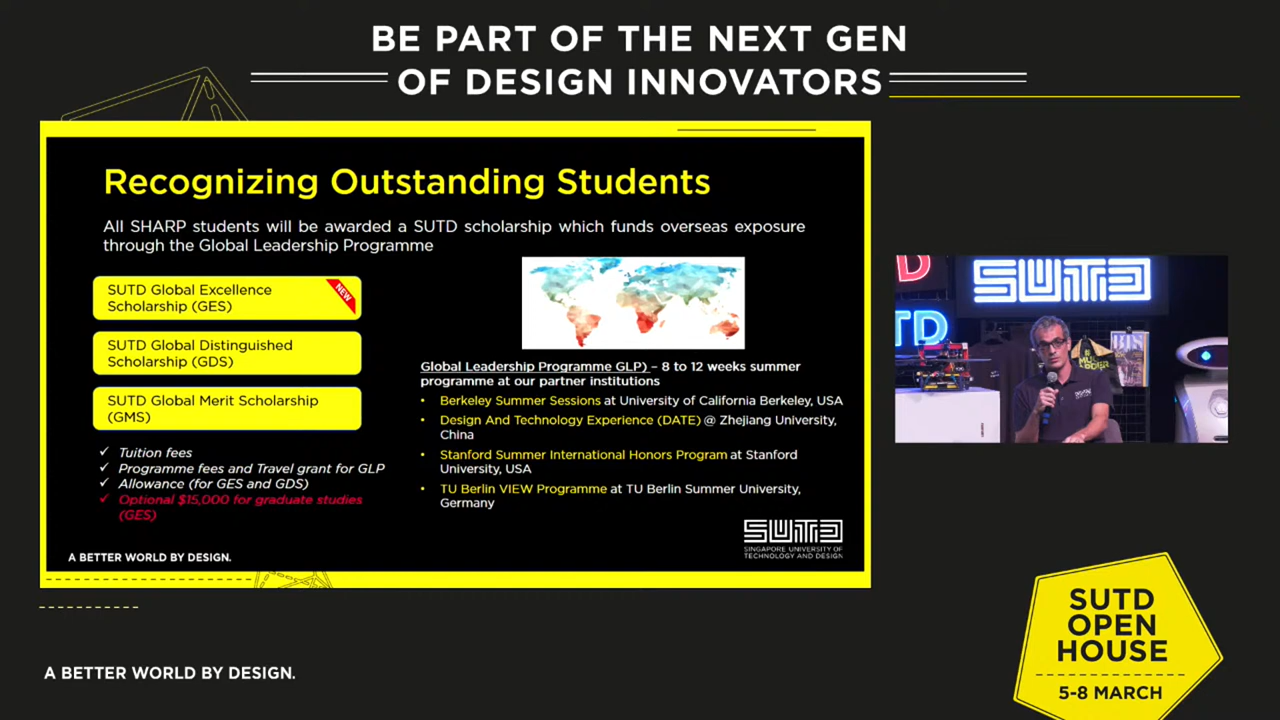 BE PART OF THE NEXT GEN
OF DESIGN INNOVATORS
Recognizing Outstanding Students
All SHARP students will be awarded a SUTD scholarship which funds overseas exposure
through the Global Leadership Programme
SUTD Global Excellence
Scholarship (GES)
NEW
SUTD Global Distinguished
Scholarship (GDS)
SUTD Global Merit Scholarship
(GMS)
✓ Tuition fees
✓ Programme fees and Travel grant for GLP
✓ Allowance (for GES and GDS)
✓ Optional $15,000 for graduate studies
(GES)
Global Leadership Programme GLP) – 8 to 12 weeks summer
programme at our partner institutions
• Berkeley Summer Sessions at University of California Berkeley, USA
• Design And Technology Experience (DATE) @ Zhejiang University,
China
• Stanford Summer International Honors Program at Stanford
University, USA
• TU Berlin VIEW Programme at TU Berlin Summer University,
Germany
SUTD
SINGAPORE UNIVERSITY OF
TECHNOLOGY AND DESIGN
A BETTER WORLD BY DESIGN.
D
SUTD
TD
SUTD
OPEN
HOUSE
5-8 MARCH
A BETTER WORLD BY DESIGN.